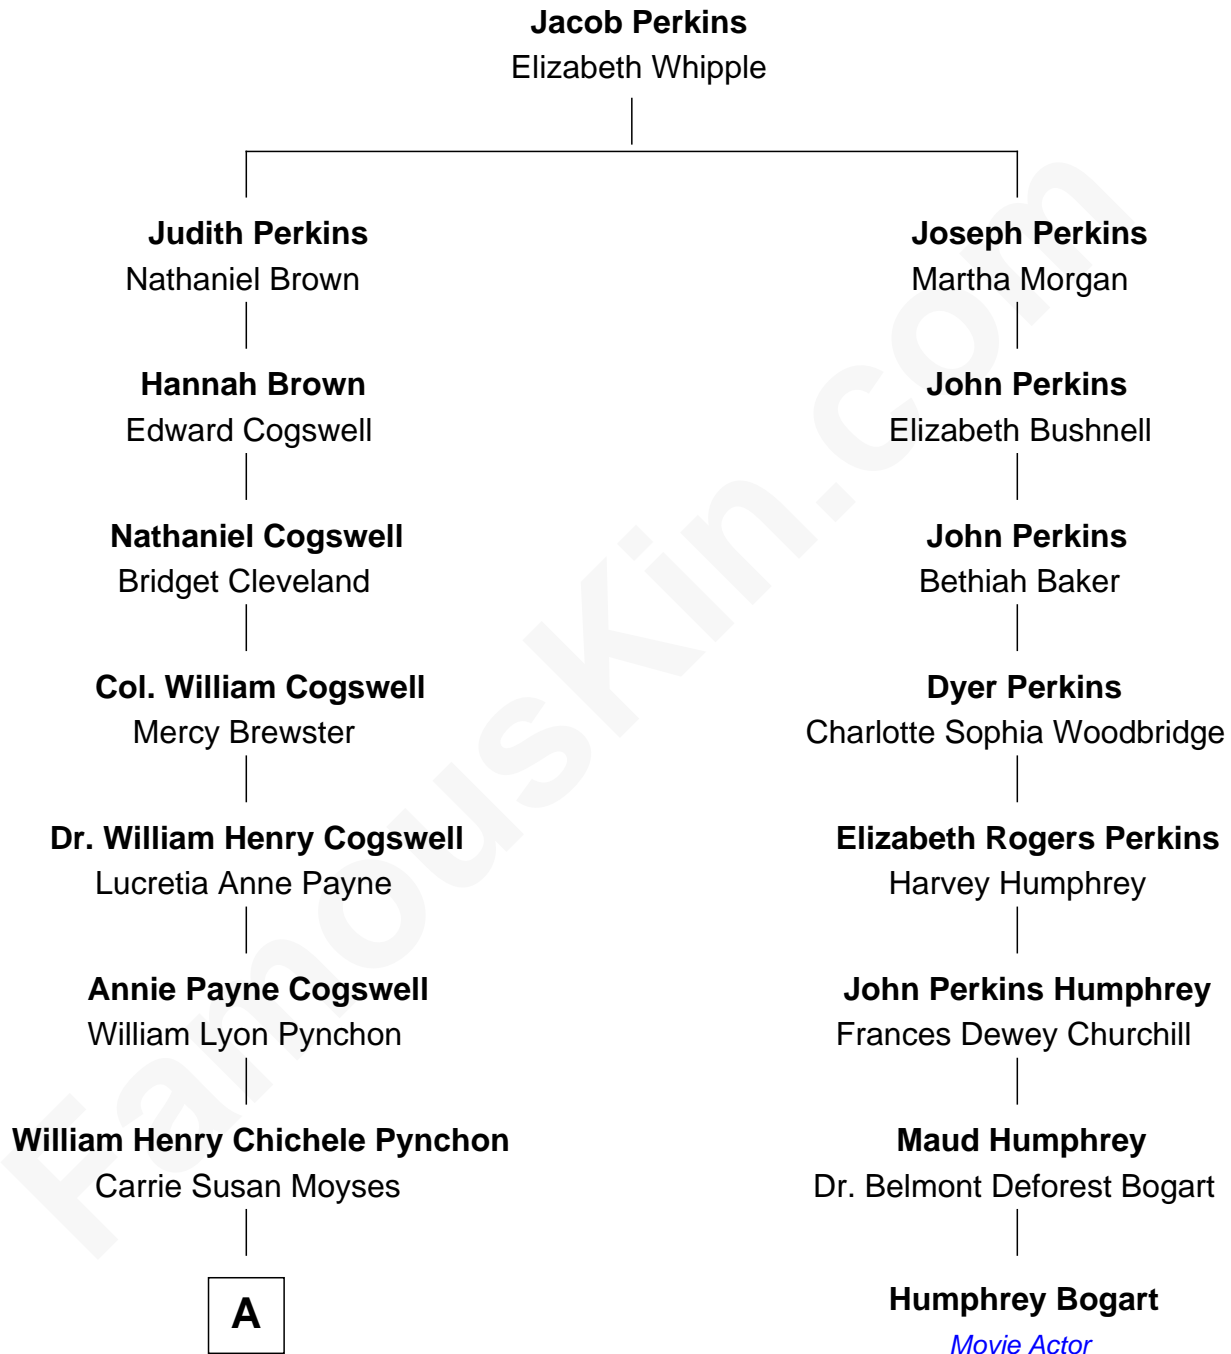 Jacob Perkins
Elizabeth Whipple
Judith Perkins
Nathaniel Brown
Joseph Perkins
Martha Morgan
Hannah Brown
Edward Cogswell
John Perkins
Elizabeth Bushnell
Nathaniel Cogswell
Bridget Cleveland
John Perkins
Bethiah Baker
Col. William Cogswell
Mercy Brewster
Dyer Perkins
Charlotte Sophia Woodbridge
Dr. William Henry Cogswell
Lucretia Anne Payne
Elizabeth Rogers Perkins
Harvey Humphrey
Annie Payne Cogswell
William Lyon Pynchon
John Perkins Humphrey
Frances Dewey Churchill
William Henry Chichele Pynchon
Carrie Susan Moyses
Maud Humphrey
Dr. Belmont Deforest Bogart
A
Humphrey Bogart
Movie Actor
FamousKin.com